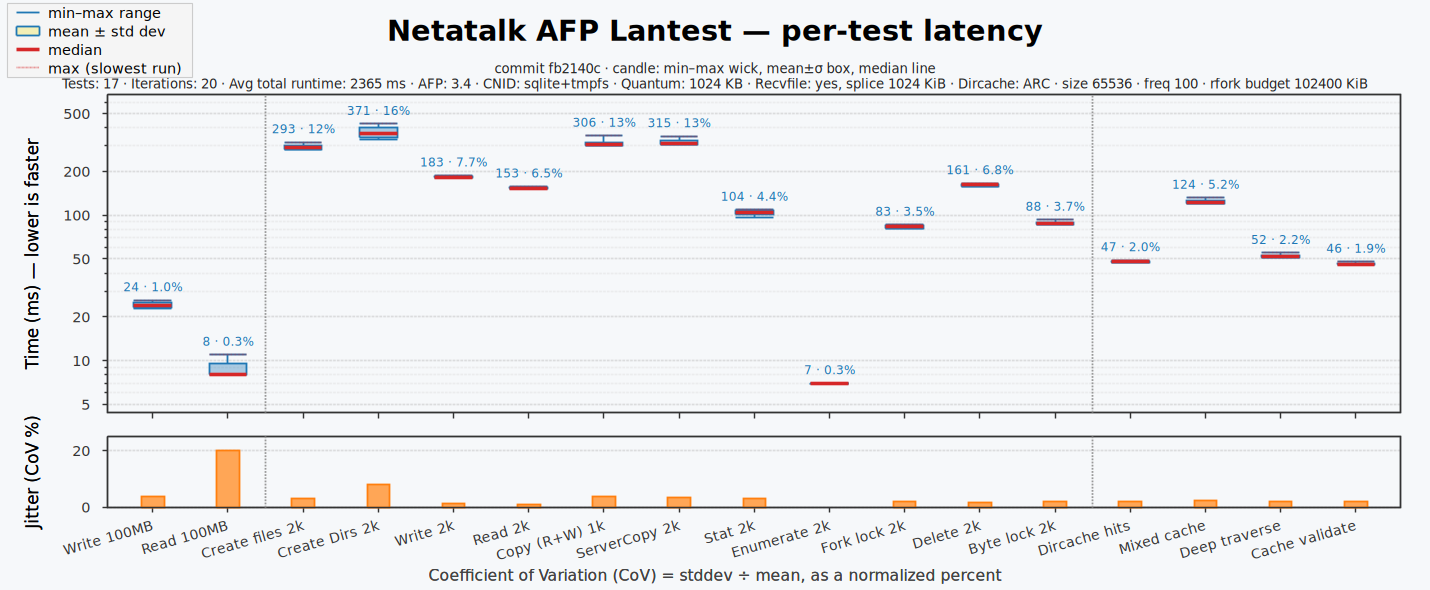 min–max range
mean ± std dev
median
max (slowest run)
Netatalk AFP Lantest — per-test latency
commit fb2140c · candle: min–max wick, mean±σ box, median line
Tests: 17 · Iterations: 20 · Avg total runtime: 2365 ms · AFP: 3.4 · CNID: sqlite+tmpfs · Quantum: 1024 KB · Recvfile: yes, splice 1024 KiB · Dircache: ARC · size 65536 · freq 100 · rfork budget 102400 KiB
Time (ms) — lower is faster
500
200
100
50
20
10
5
24 · 1.0%
8 · 0.3%
293 · 12%
371 · 16%
183 · 7.7%
153 · 6.5%
306 · 13%
315 · 13%
104 · 4.4%
7 · 0.3%
83 · 3.5%
161 · 6.8%
88 · 3.7%
47 · 2.0%
124 · 5.2%
52 · 2.2%
46 · 1.9%
Jitter (CoV %)
20
0
Write 100MB
Read 100MB
Create files 2k
Create Dirs 2k
Write 2k
Read 2k
Copy (R+W) 1k
ServerCopy 2k
Stat 2k
Enumerate 2k
Fork lock 2k
Delete 2k
Byte lock 2k
Dircache hits
Mixed cache
Deep traverse
Cache validate
Coefficient of Variation (CoV) = stddev ÷ mean, as a normalized percent